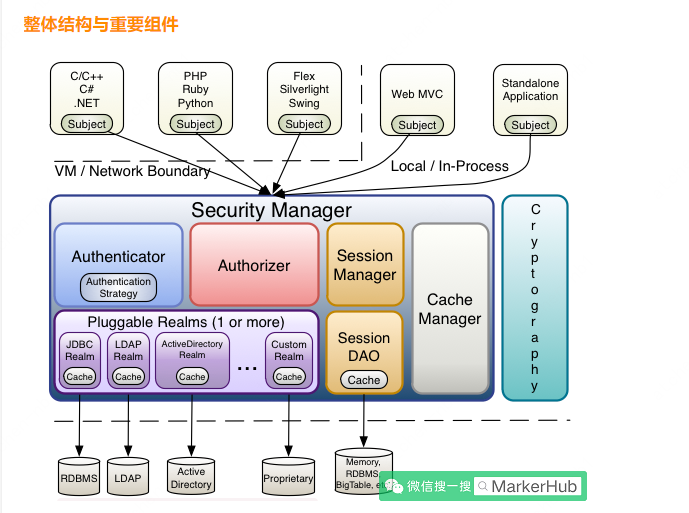 整体结构与重要组件
C/C++
C#
.NET
Subject
PHP
Ruby
Python
Subject
Flex
Silverlight
Swing
Subject
Web MVC
Subject
Standalone
Application
Subject
VM / Network Boundary
Local / In-Process
Security Manager
Authenticator
Authentication
Strategy
Authorizer
Session
Manager
Cache
Manager
Cryptography
Pluggable Realms (1 or more)
JDBC
Realm
Cache
LDAP
Realm
Cache
ActiveDirectory
Realm
Cache
...
Custom
Realm
Cache
Session
DAO
Cache
RDBMS
LDAP
Active
Directory
Proprietary
Memory,
RDBMS,
BigTable, etc
微信搜一搜
MarkerHub